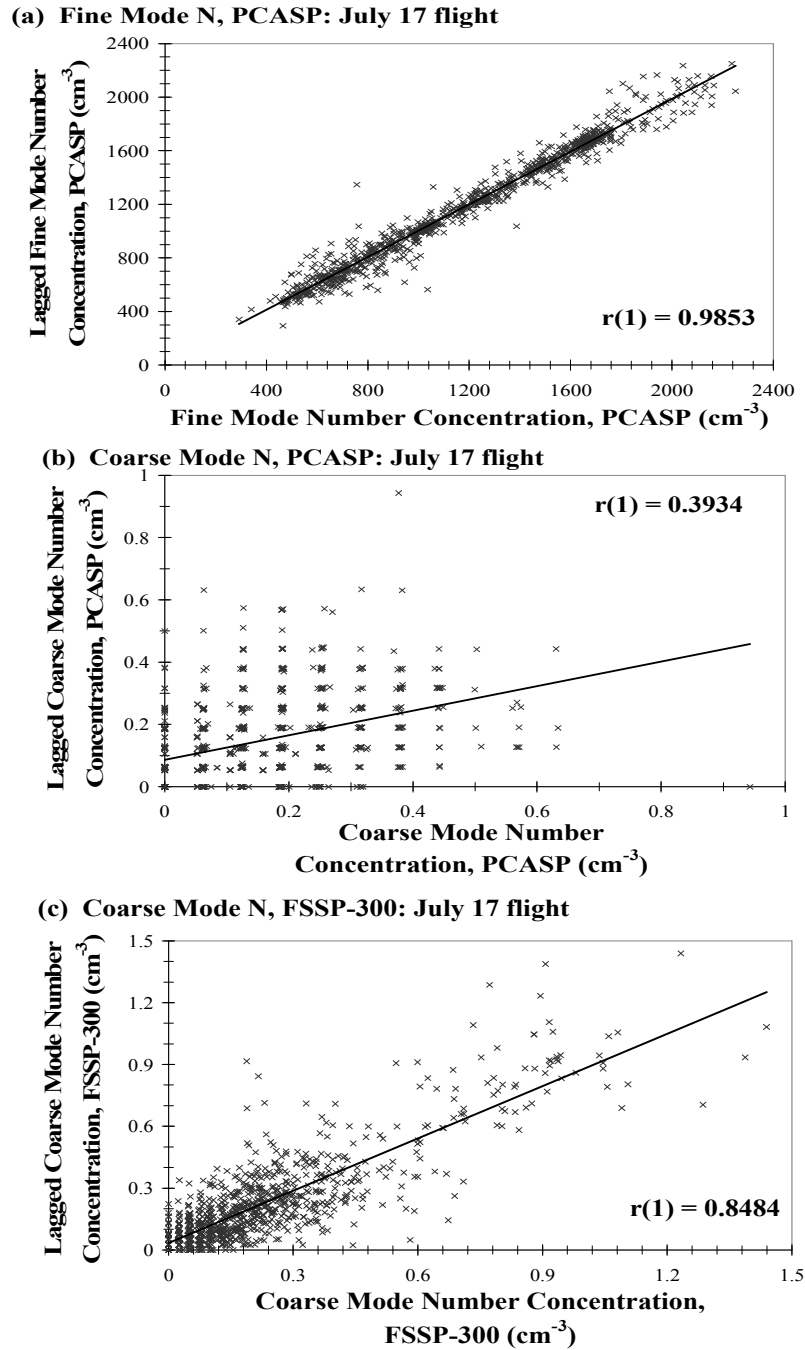 (a) Fine Mode N, PCASP: July 17 flight
Lagged Fine Mode Number
Concentration, PCASP (cm⁻³)
2400
2000
1600
1200
800
400
0
r(1) = 0.9853
0 400 800 1200 1600 2000 2400
Fine Mode Number Concentration, PCASP (cm⁻³)
(b) Coarse Mode N, PCASP: July 17 flight
Lagged Coarse Mode Number
Concentration, PCASP (cm⁻³)
1
0.8
0.6
0.4
0.2
0
r(1) = 0.3934
0 0.2 0.4 0.6 0.8 1
Coarse Mode Number
Concentration, PCASP (cm⁻³)
(c) Coarse Mode N, FSSP-300: July 17 flight
Lagged Coarse Mode Number
Concentration, FSSP-300 (cm⁻³)
1.5
1.2
0.9
0.6
0.3
0
r(1) = 0.8484
0 0.3 0.6 0.9 1.2 1.5
Coarse Mode Number Concentration,
FSSP-300 (cm⁻³)